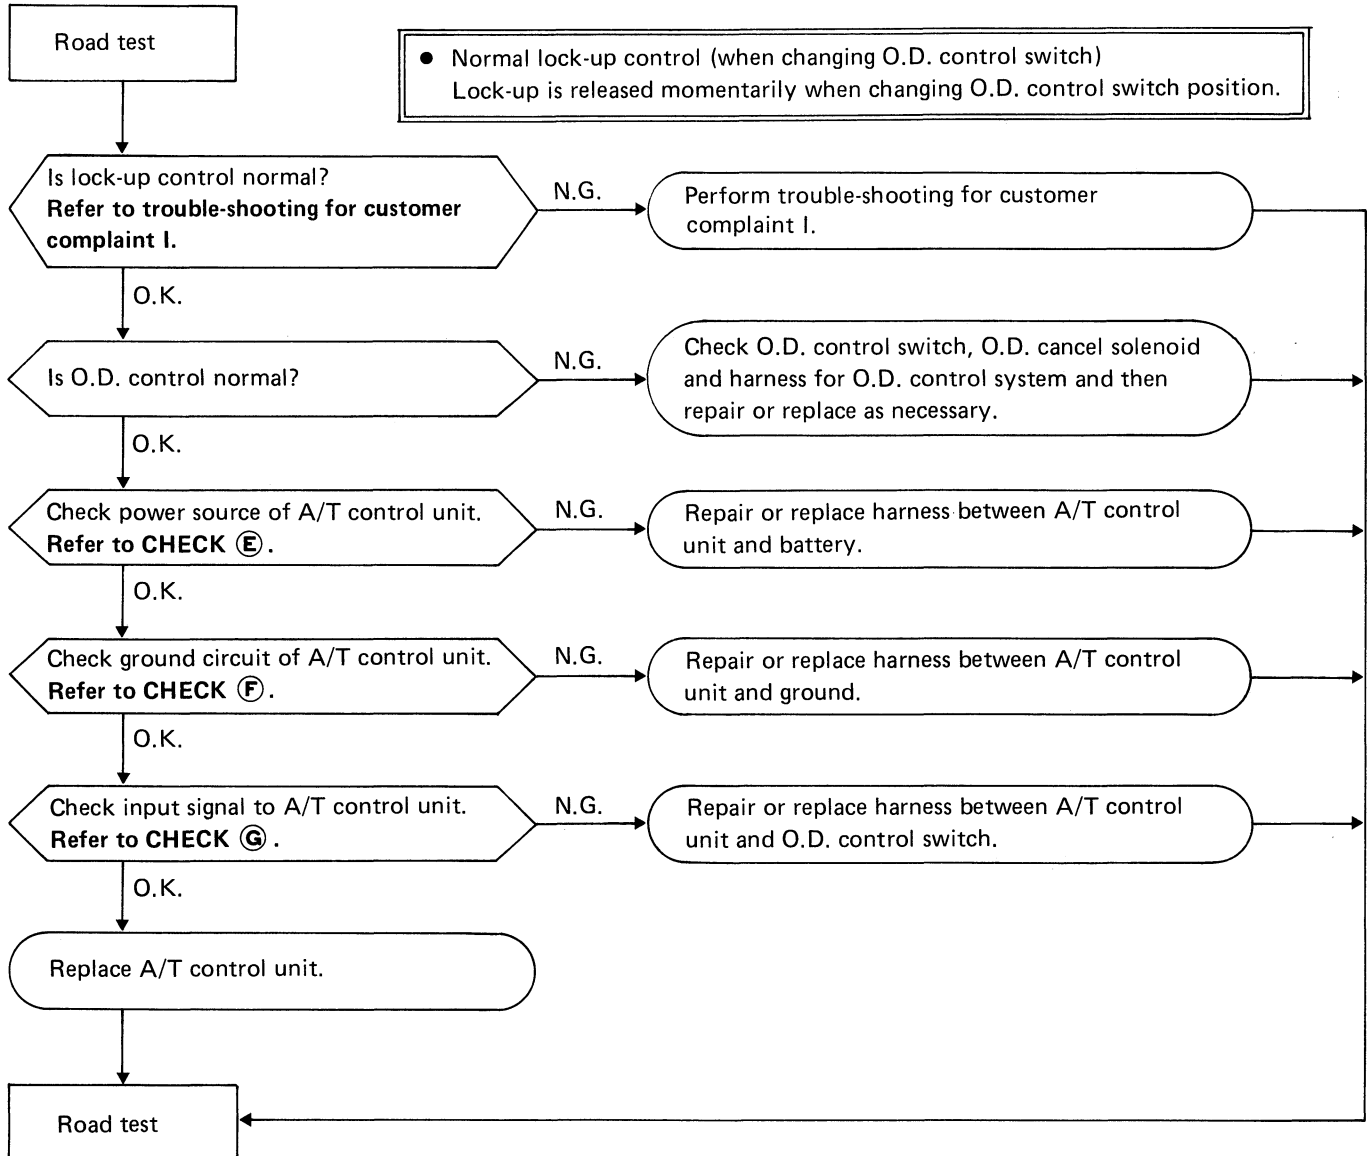 Road test
● Normal lock-up control (when changing O.D. control switch)
Lock-up is released momentarily when changing O.D. control switch position.
Is lock-up control normal?
Refer to trouble-shooting for customer
complaint I.
N.G.
Perform trouble-shooting for customer
complaint I.
O.K.
Is O.D. control normal?
N.G.
Check O.D. control switch, O.D. cancel solenoid
and harness for O.D. control system and then
repair or replace as necessary.
O.K.
Check power source of A/T control unit.
Refer to CHECK Ⓔ.
N.G.
Repair or replace harness between A/T control
unit and battery.
O.K.
Check ground circuit of A/T control unit.
Refer to CHECK Ⓕ.
N.G.
Repair or replace harness between A/T control
unit and ground.
O.K.
Check input signal to A/T control unit.
Refer to CHECK Ⓖ.
N.G.
Repair or replace harness between A/T control
unit and O.D. control switch.
O.K.
Replace A/T control unit.
Road test